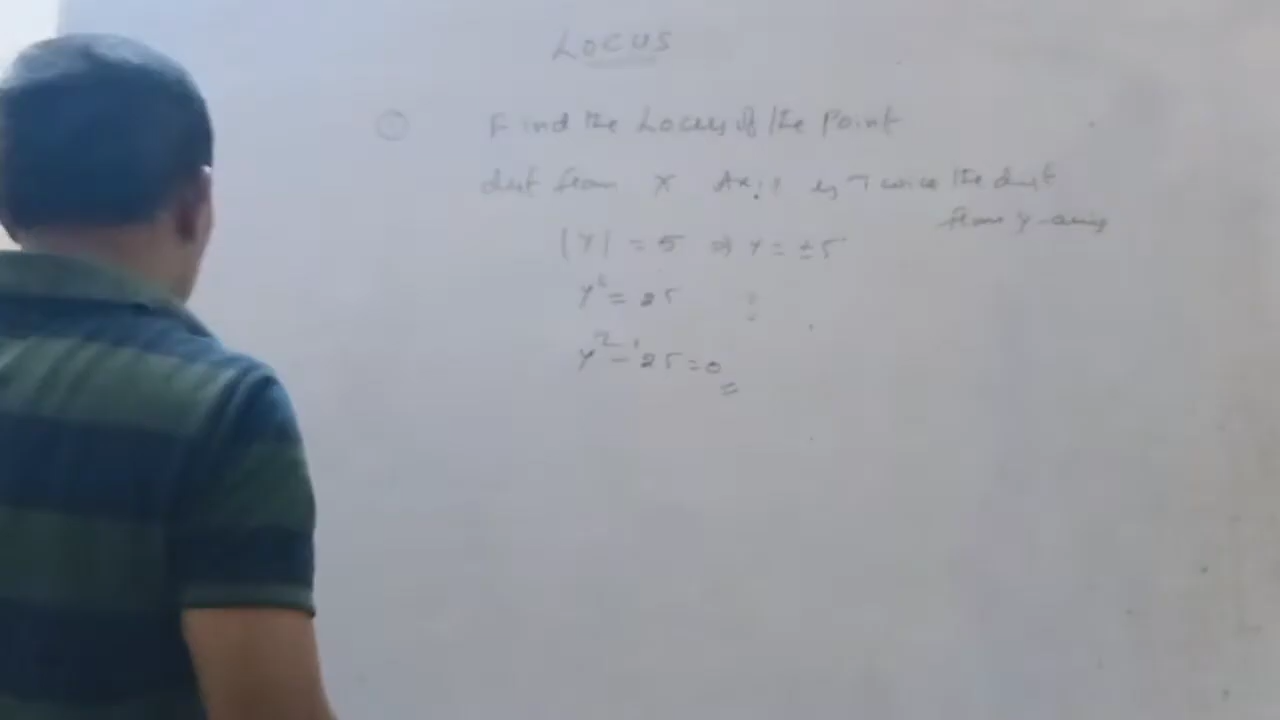 LOCUS
① Find the Locus of the Point
dist from X Axis is Twice the dist
from y-axis
|Y| = 5 ⇒ Y = ±5
y² = 25
y² - 25 = 0